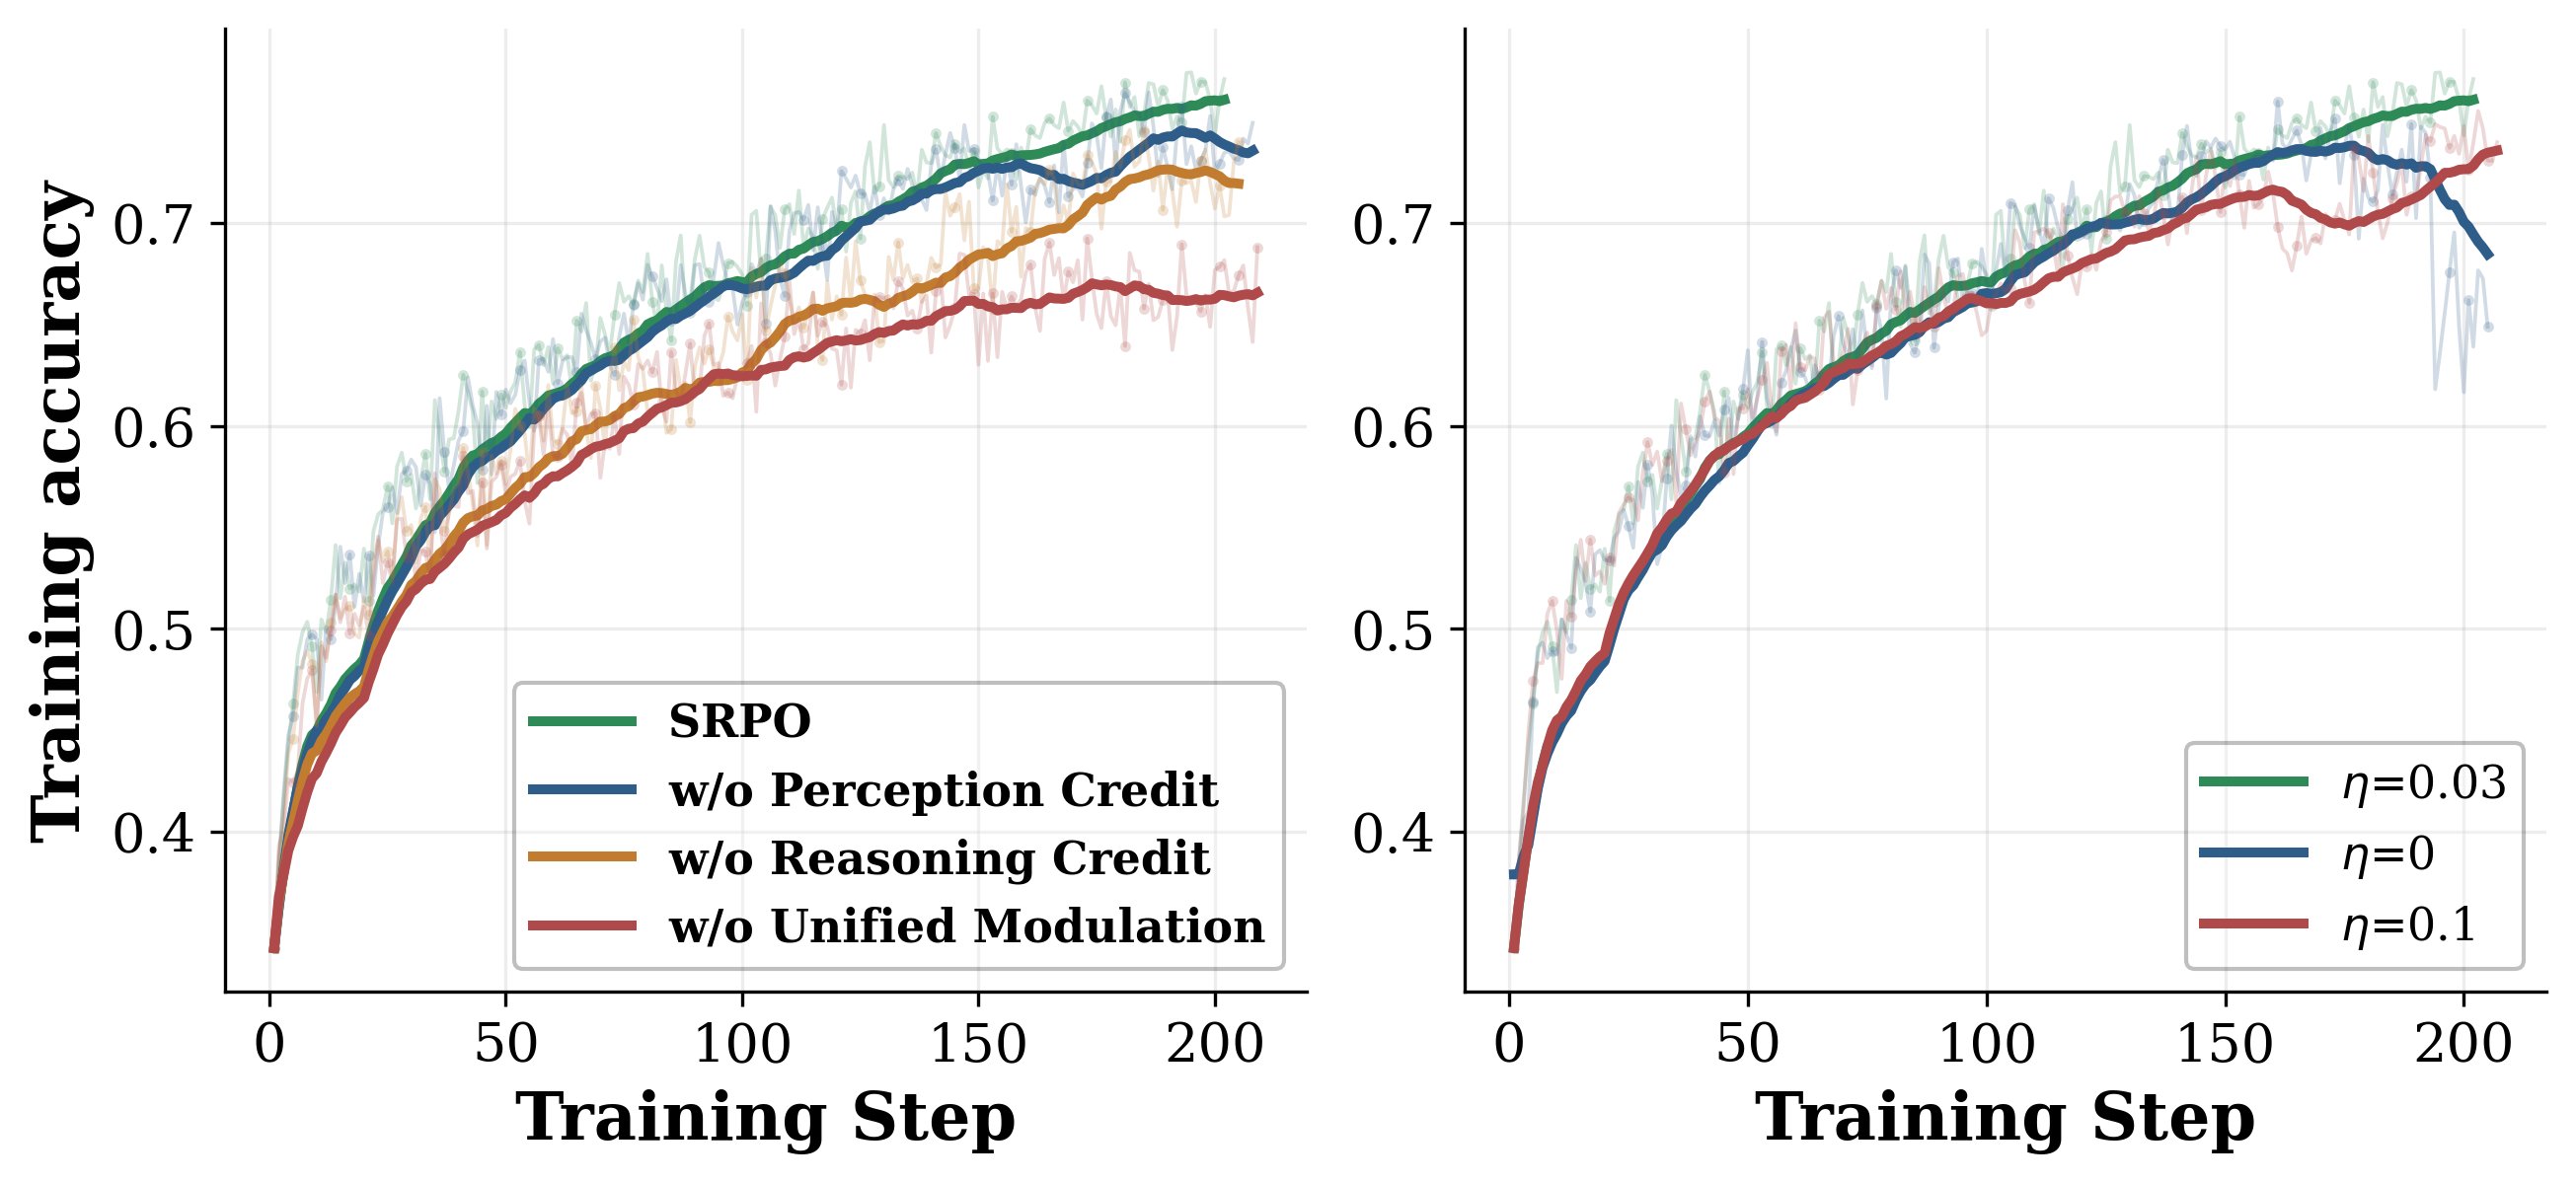 Training accuracy
0.7
0.6
0.5
0.4
0 50 100 150 200
Training Step
SRPO
w/o Perception Credit
w/o Reasoning Credit
w/o Unified Modulation
0.7
0.6
0.5
0.4
0 50 100 150 200
Training Step
η=0.03
η=0
η=0.1